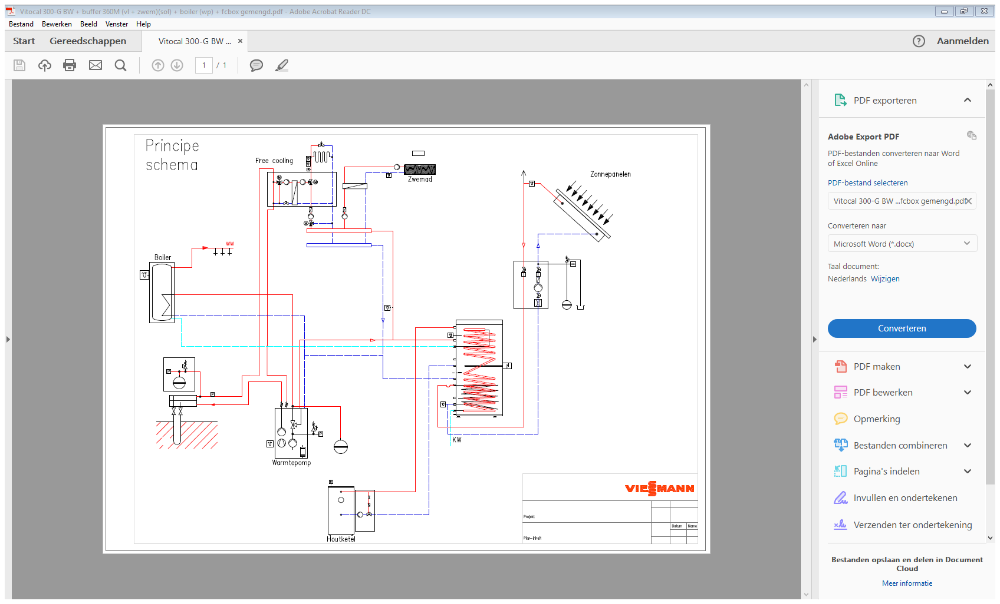 Vitocal 300-G BW + buffer 360M (vl + zwem)(sol) + boiler (wp) + fcbox gemengd.pdf - Adobe Acrobat Reader DC
Bestand Bewerken Beeld Venster Help
Start Gereedschappen Vitocal 300-G BW ... × ? Aanmelden
1 / 1
Principe
schema
Free cooling
Zwembad
Zonnepanelen
WW
Boiler
KW
Warmtepomp
Houtketel
VIESSMANN
Projekt
Datum Name
Plan-Inhalt
PDF exporteren
Adobe Export PDF
PDF-bestanden converteren naar Word
of Excel Online
PDF-bestand selecteren
Vitocal 300-G BW ...fcbox gemengd.pdf
Converteren naar
Microsoft Word (*.docx)
Taal document:
Nederlands Wijzigen
Converteren
PDF maken
PDF bewerken
Opmerking
Bestanden combineren
Pagina's indelen
Invullen en ondertekenen
Verzenden ter ondertekening
Bestanden opslaan en delen in Document
Cloud
Meer informatie